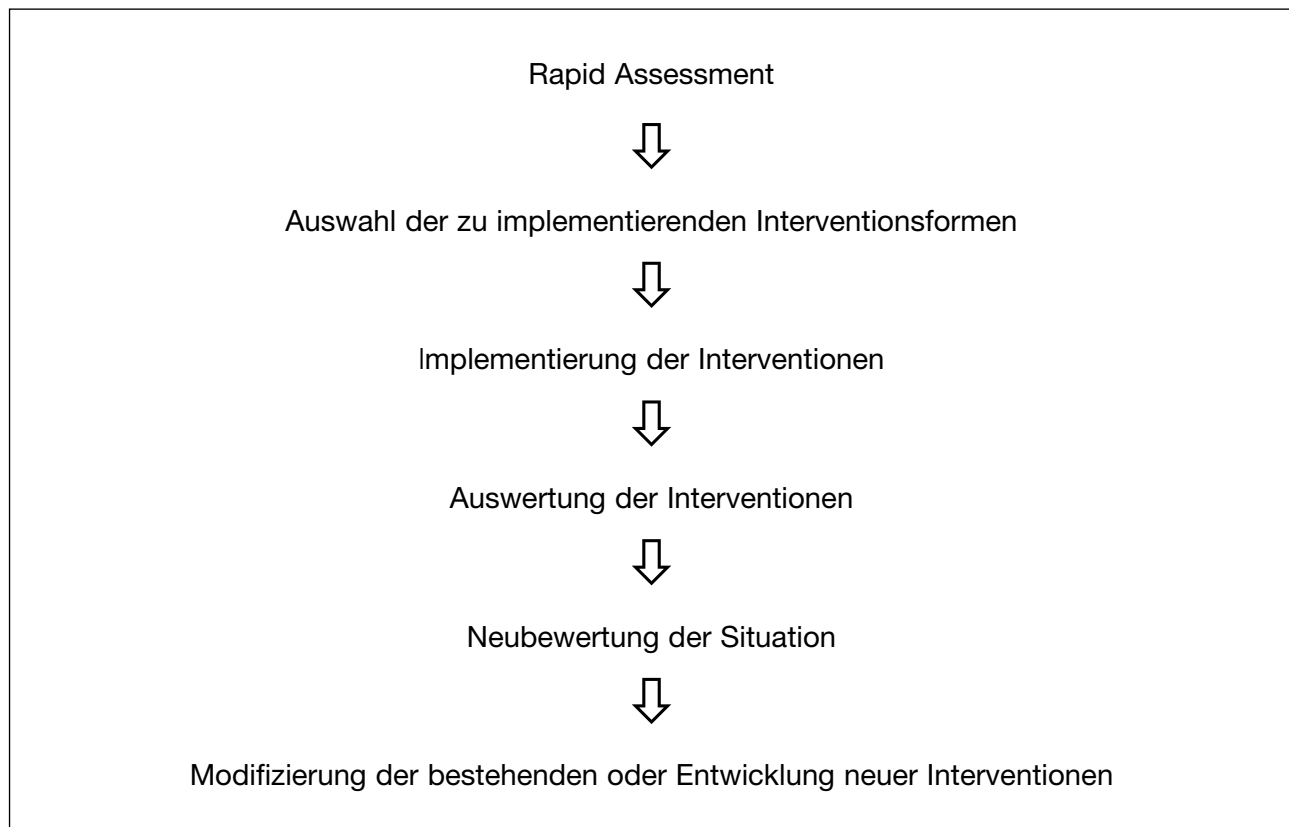 Rapid Assessment
Auswahl der zu implementierenden Interventionsformen
Implementierung der Interventionen
Auswertung der Interventionen
Neubewertung der Situation
Modifizierung der bestehenden oder Entwicklung neuer Interventionen